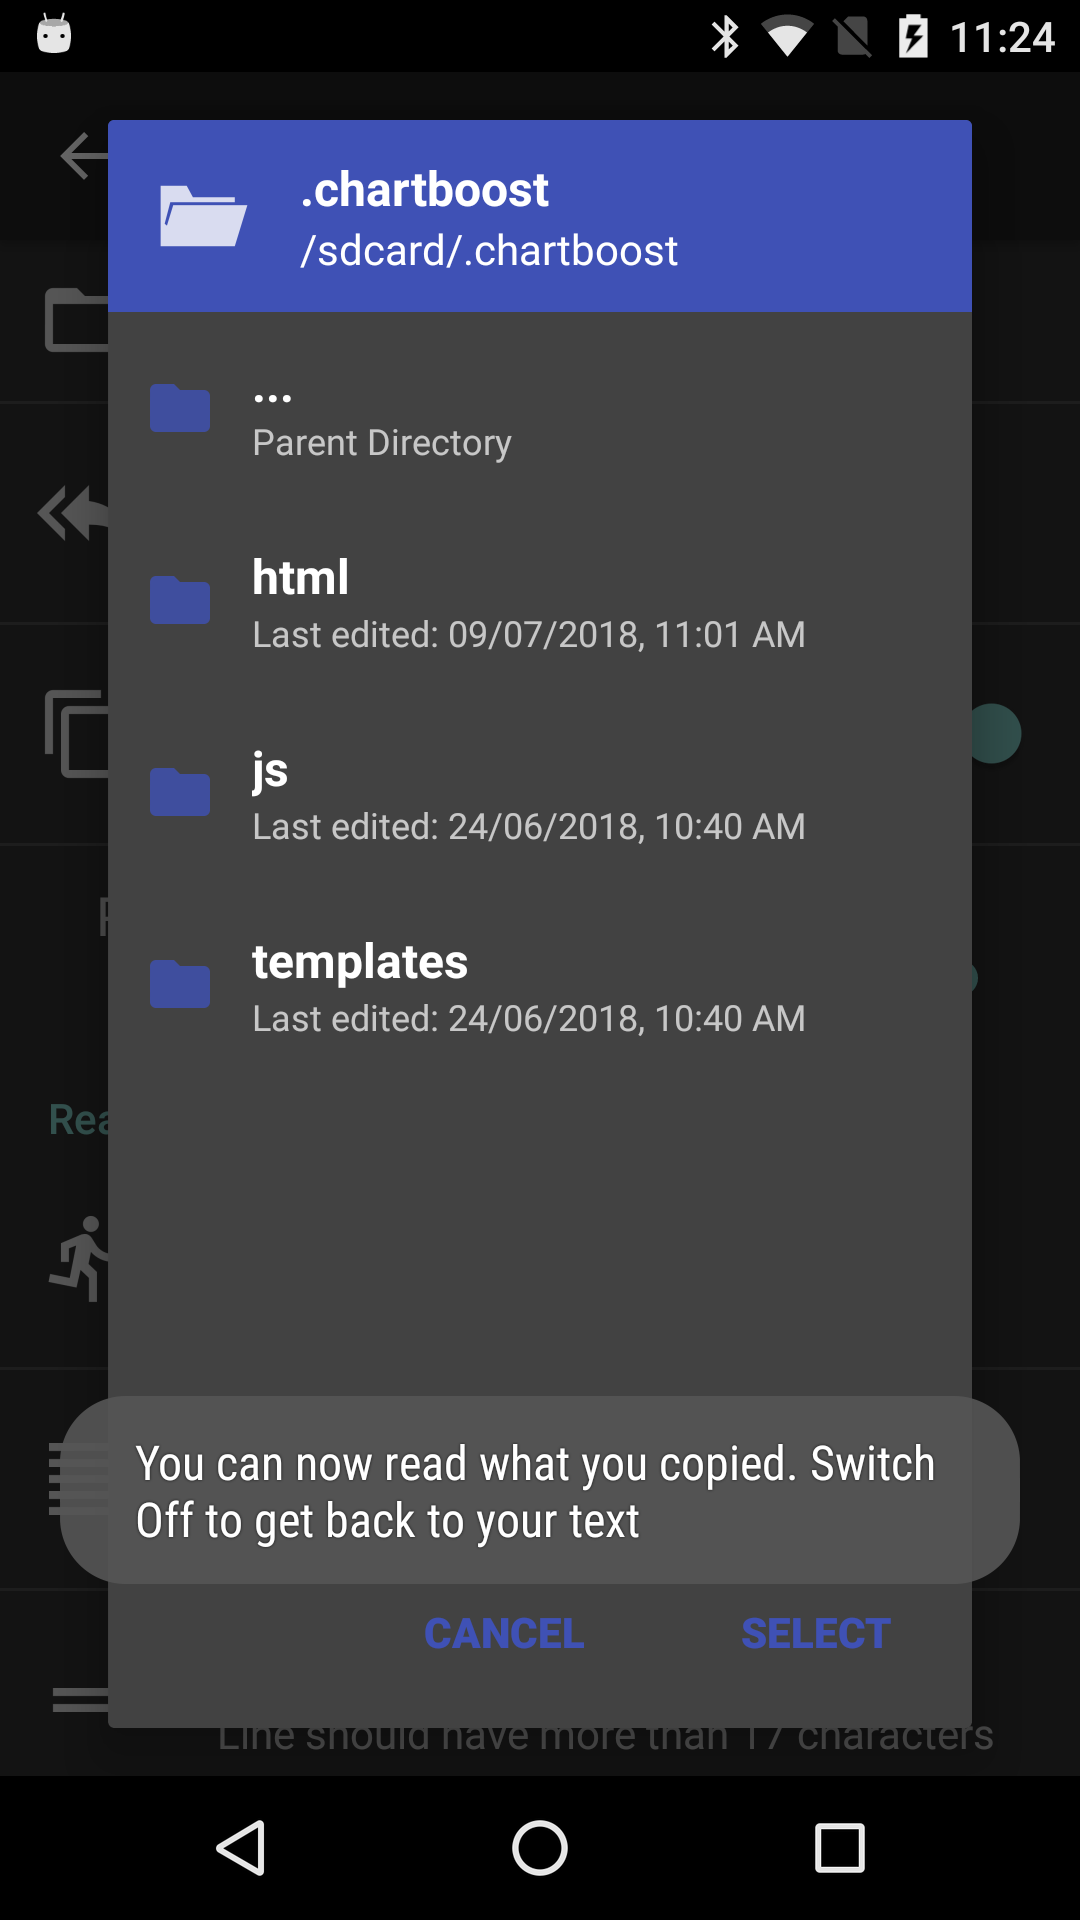 11:24
.chartboost
/sdcard/.chartboost
...
Parent Directory
html
Last edited: 09/07/2018, 11:01 AM
js
Last edited: 24/06/2018, 10:40 AM
templates
Last edited: 24/06/2018, 10:40 AM
You can now read what you copied. Switch
Off to get back to your text
CANCEL
SELECT
Line should have more than 17 characters